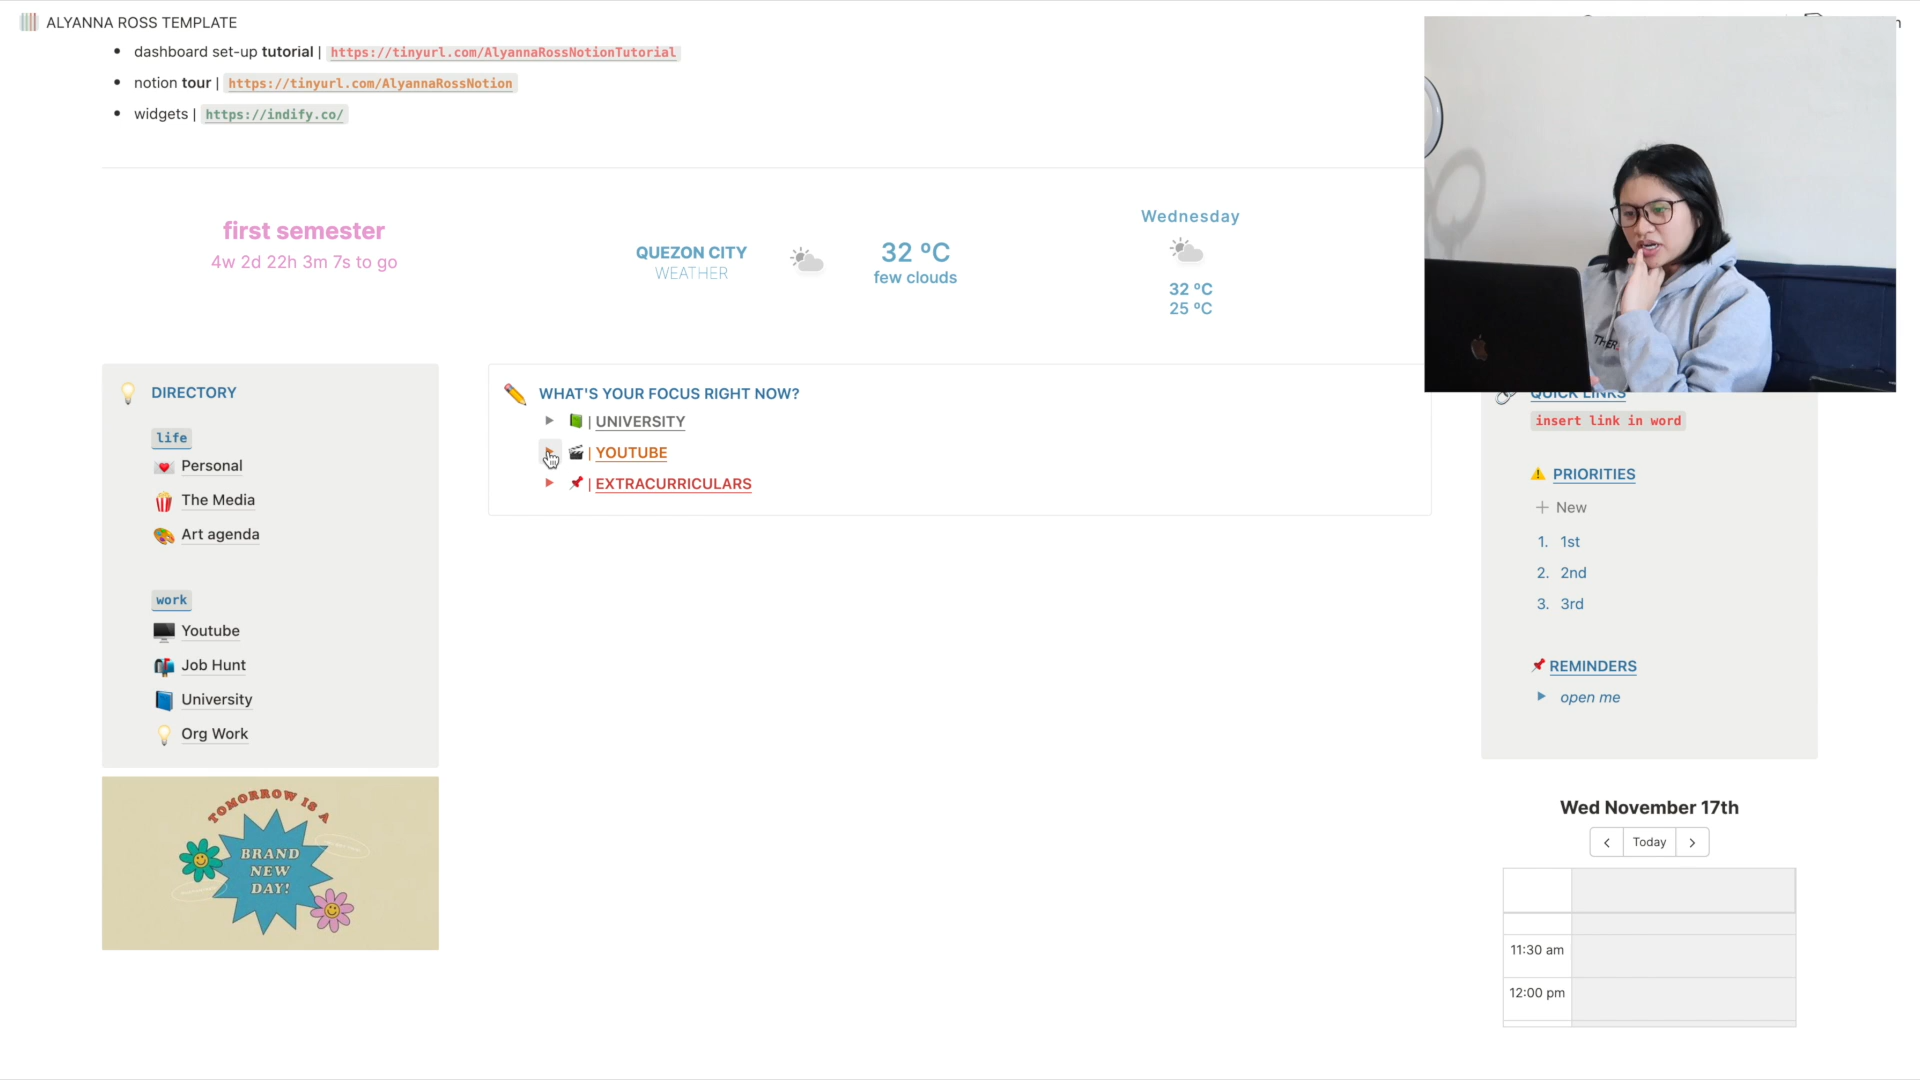 ALYANNA ROSS TEMPLATE
dashboard set-up tutorial | https://tinyurl.com/AlyannaRossNotionTutorial
notion tour | https://tinyurl.com/AlyannaRossNotion
widgets | https://indify.co/
first semester
4w 2d 22h 3m 7s to go
QUEZON CITY
WEATHER
32 °C
few clouds
Wednesday
32 °C
25 °C
DIRECTORY
life
Personal
The Media
Art agenda
work
Youtube
Job Hunt
University
Org Work
TOMORROW IS A
BRAND
NEW
DAY!
WHAT'S YOUR FOCUS RIGHT NOW?
| UNIVERSITY
| YOUTUBE
| EXTRACURRICULARS
QUICK LINKS
insert link in word
PRIORITIES
+ New
1. 1st
2. 2nd
3. 3rd
REMINDERS
open me
Wed November 17th
< Today >
11:30 am
12:00 pm